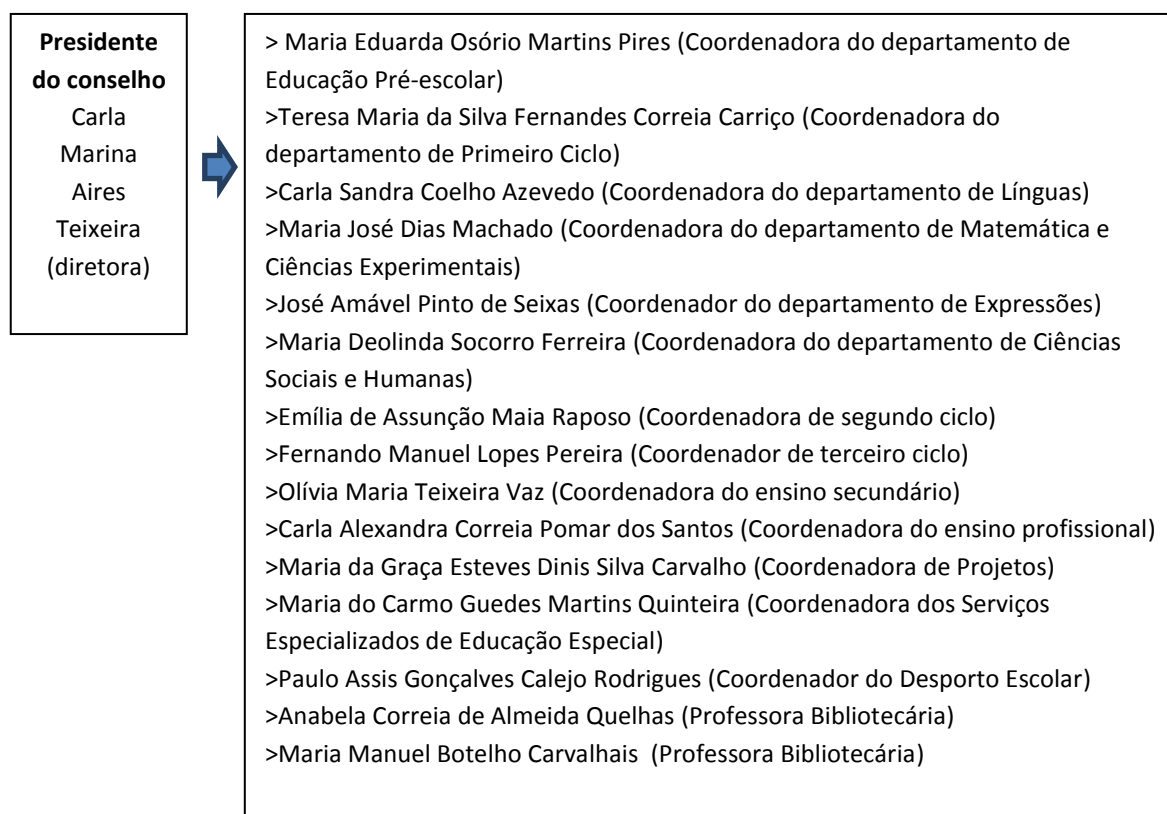 Presidente
do conselho
Carla
Marina
Aires
Teixeira
(diretora)
> Maria Eduarda Osório Martins Pires (Coordenadora do departamento de
Educação Pré-escolar)
>Teresa Maria da Silva Fernandes Correia Carriço (Coordenadora do
departamento de Primeiro Ciclo)
>Carla Sandra Coelho Azevedo (Coordenadora do departamento de Línguas)
>Maria José Dias Machado (Coordenadora do departamento de Matemática e
Ciências Experimentais)
>José Amável Pinto de Seixas (Coordenador do departamento de Expressões)
>Maria Deolinda Socorro Ferreira (Coordenadora do departamento de Ciências
Sociais e Humanas)
>Emília de Assunção Maia Raposo (Coordenadora de segundo ciclo)
>Fernando Manuel Lopes Pereira (Coordenador de terceiro ciclo)
>Olívia Maria Teixeira Vaz (Coordenadora do ensino secundário)
>Carla Alexandra Correia Pomar dos Santos (Coordenadora do ensino profissional)
>Maria da Graça Esteves Dinis Silva Carvalho (Coordenadora de Projetos)
>Maria do Carmo Guedes Martins Quinteira (Coordenadora dos Serviços
Especializados de Educação Especial)
>Paulo Assis Gonçalves Calejo Rodrigues (Coordenador do Desporto Escolar)
>Anabela Correia de Almeida Quelhas (Professora Bibliotecária)
>Maria Manuel Botelho Carvalhais  (Professora Bibliotecária)